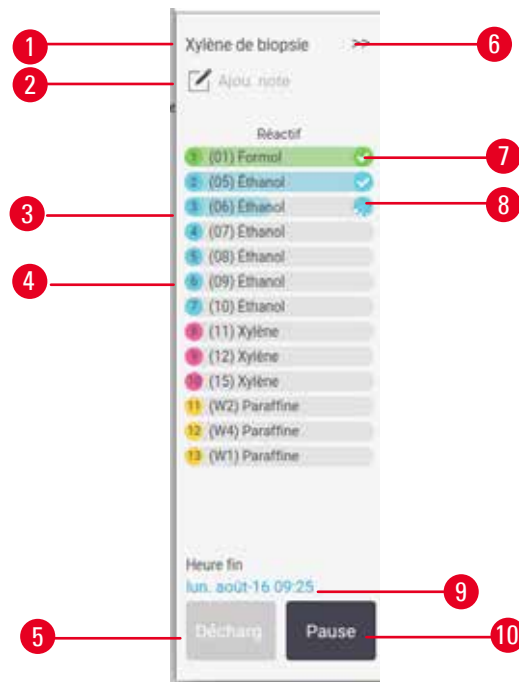 1 Xylène de biopsie >> 6
2 Ajou. note
Réactif
1 (01) Formol 7
2 (05) Éthanol
3 3 (06) Éthanol 8
4 (07) Éthanol
5 (08) Éthanol
4 6 (09) Éthanol
7 (10) Éthanol
8 (11) Xylène
9 (12) Xylène
10 (15) Xylène
11 (W2) Paraffine
12 (W4) Paraffine
13 (W1) Paraffine
Heure fin
lun. août-16 09:25 9
5 Décharg Pause 10